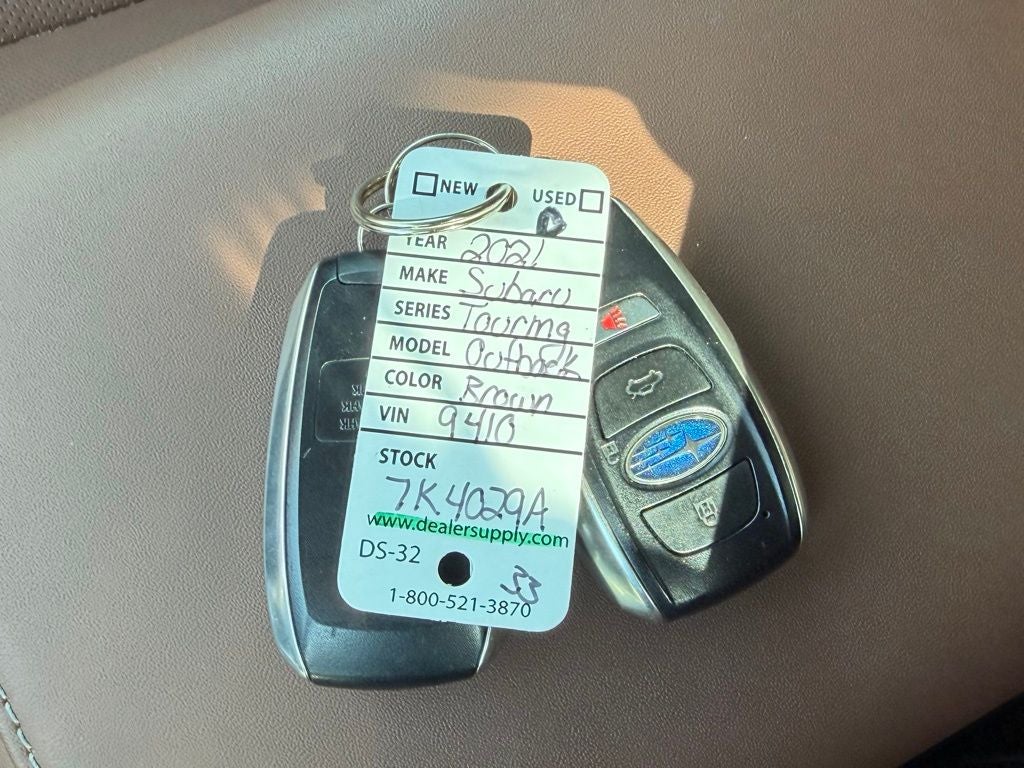 NEW USED
YEAR 2021
MAKE Subaru
SERIES Touring
MODEL Outback
COLOR Brown
VIN 9410
STOCK
7K4029A
www.dealersupply.com
DS-32
33
1-800-521-3870